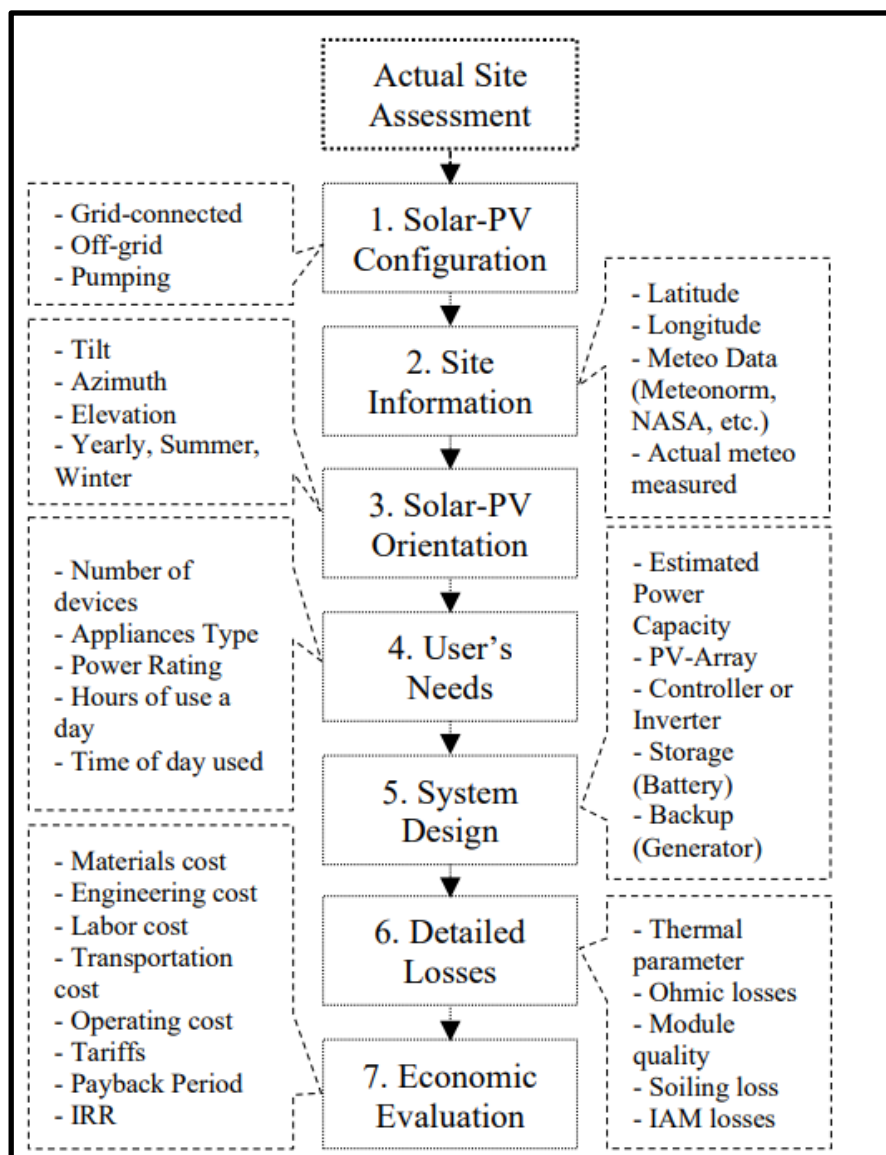 Actual Site
Assessment
- Grid-connected
- Off-grid
- Pumping
1. Solar-PV
Configuration
- Latitude
- Longitude
- Meteo Data
(Meteonorm,
NASA, etc.)
- Actual meteo
measured
2. Site
Information
- Tilt
- Azimuth
- Elevation
- Yearly, Summer,
Winter
3. Solar-PV
Orientation
- Number of
devices
- Appliances Type
- Power Rating
- Hours of use a
day
- Time of day used
4. User’s
Needs
- Estimated
Power
Capacity
- PV-Array
- Controller or
Inverter
- Storage
(Battery)
- Backup
(Generator)
5. System
Design
6. Detailed
Losses
- Thermal
parameter
- Ohmic losses
- Module
quality
- Soiling loss
- IAM losses
- Materials cost
- Engineering cost
- Labor cost
- Transportation
cost
- Operating cost
- Tariffs
- Payback Period
- IRR
7. Economic
Evaluation